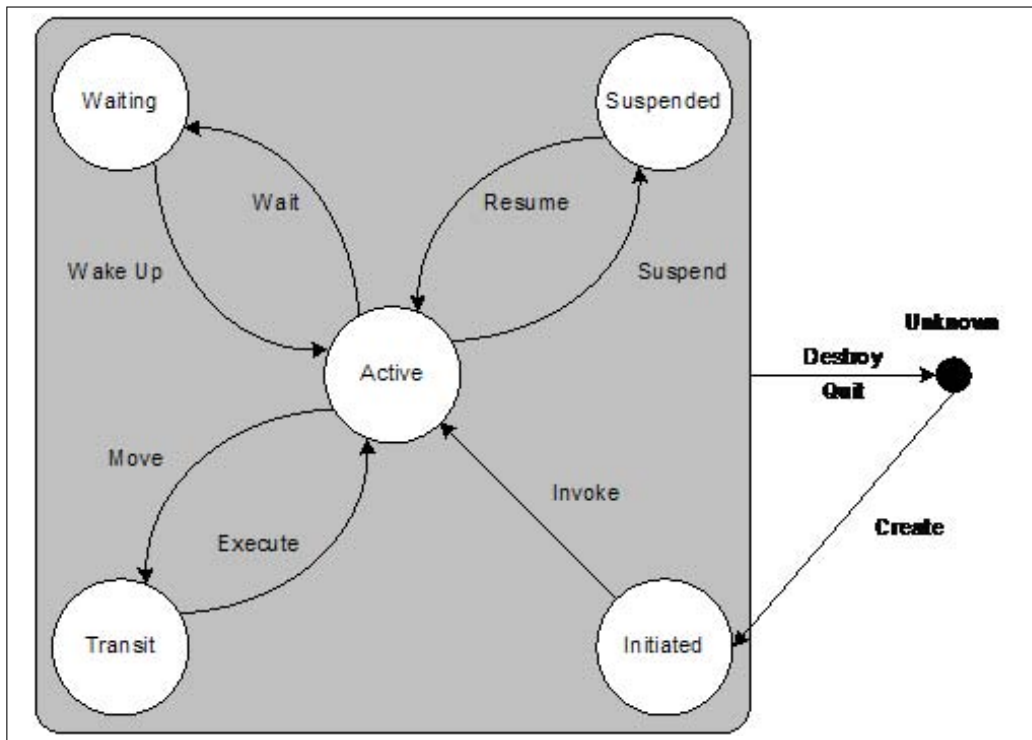 Waiting
Suspended
Wait
Resume
Wake Up
Suspend
Unknown
Destroy
Active
Quit
Move
Invoke
Create
Execute
Transit
Initiated